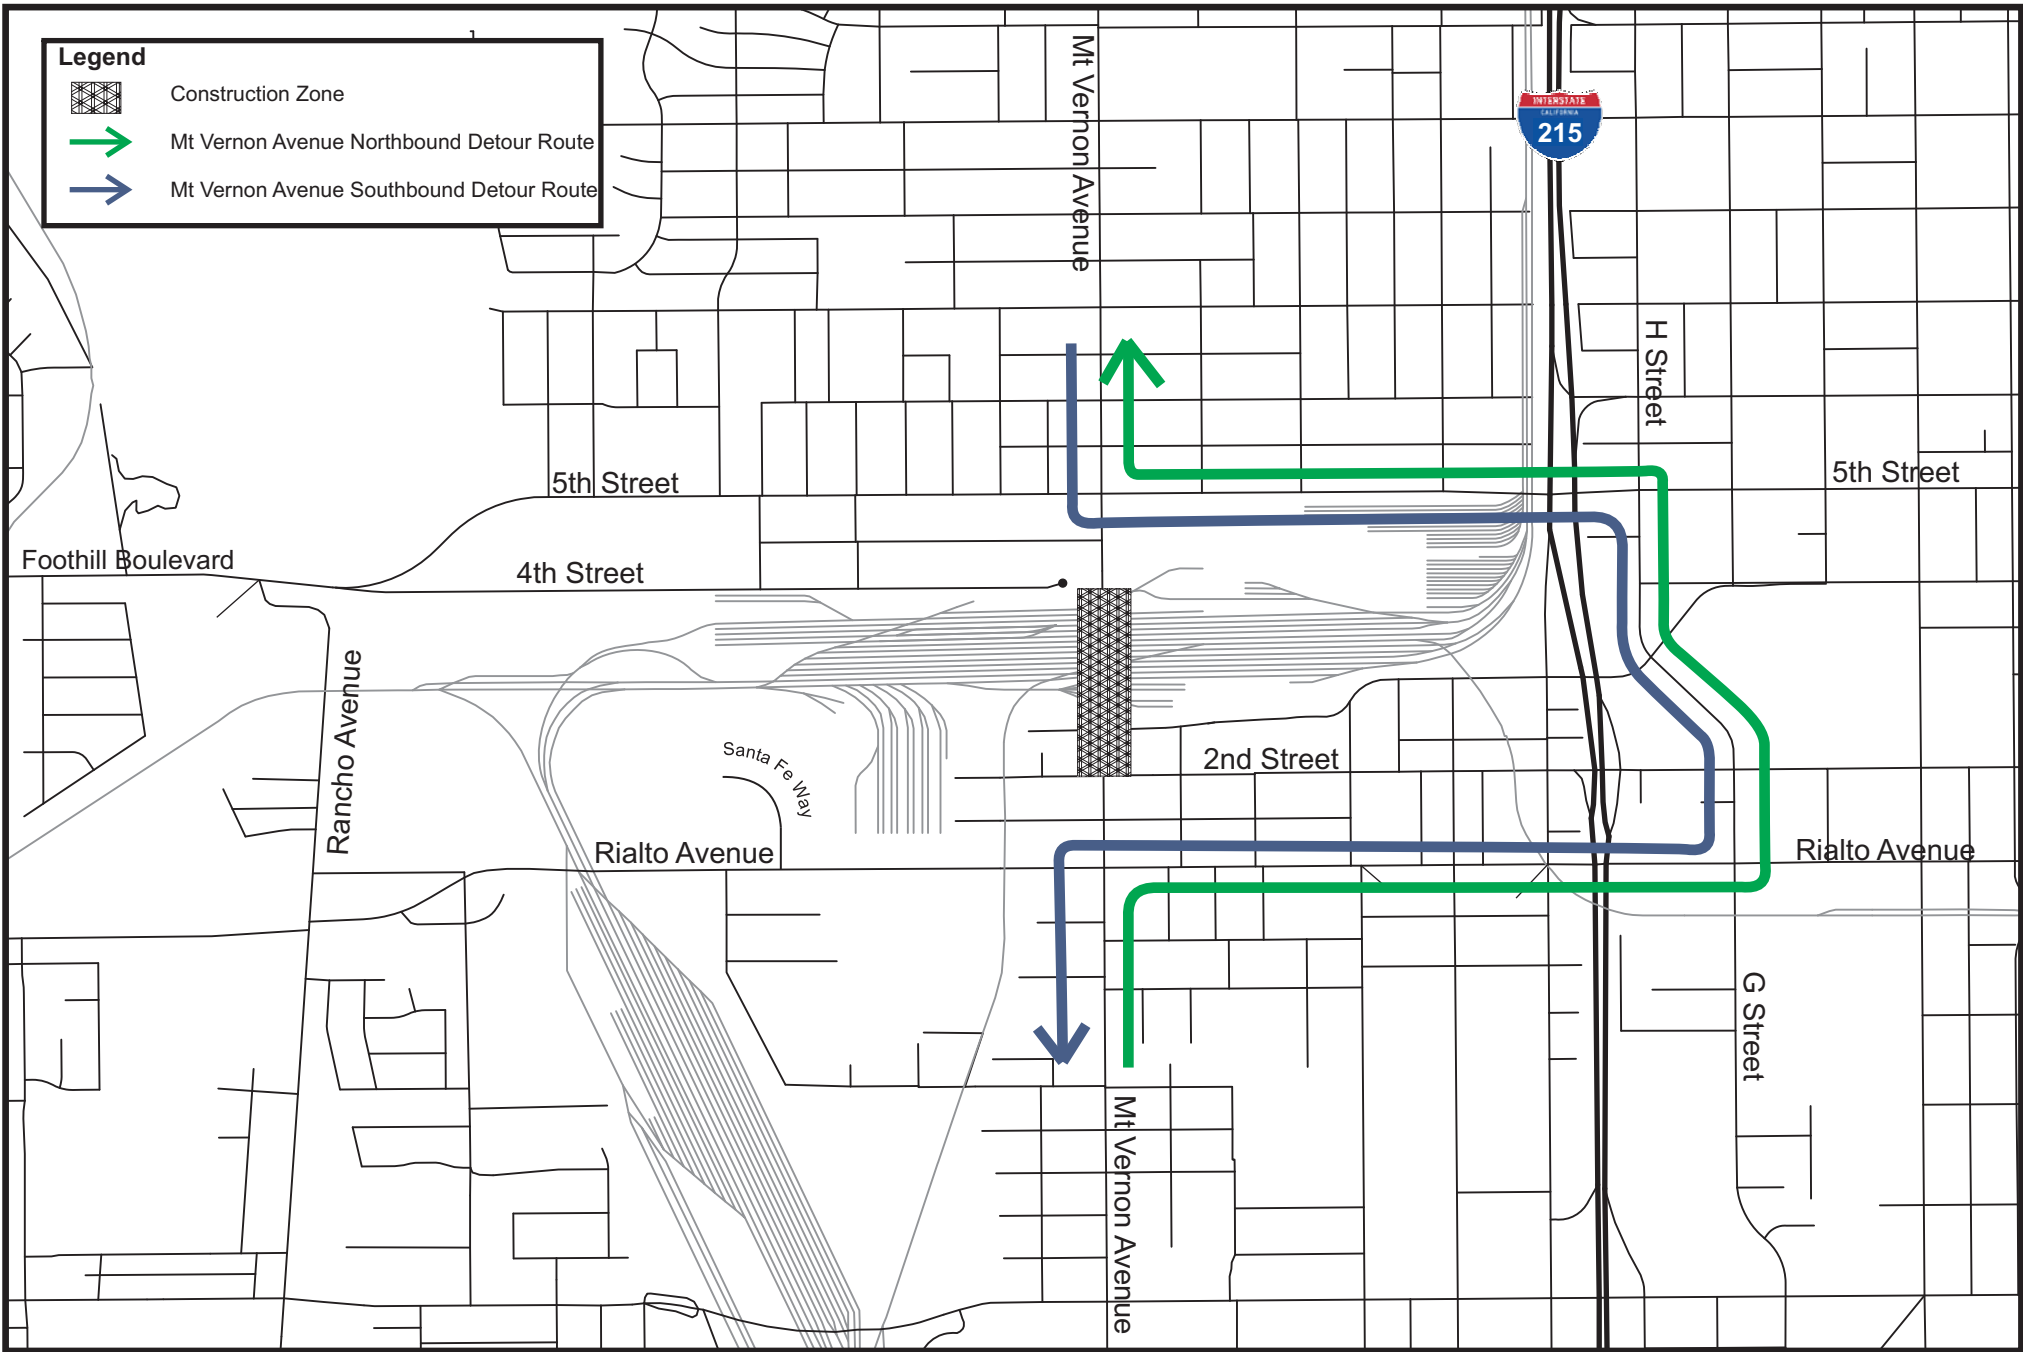 Legend
Construction Zone
Mt Vernon Avenue Northbound Detour Route
Mt Vernon Avenue Southbound Detour Route
Mt Vernon Avenue
INTERSTATE
CALIFORNIA
215
H Street
5th Street
5th Street
Foothill Boulevard
4th Street
Rancho Avenue
Santa Fe Way
2nd Street
Rialto Avenue
Rialto Avenue
G Street
Mt Vernon Avenue